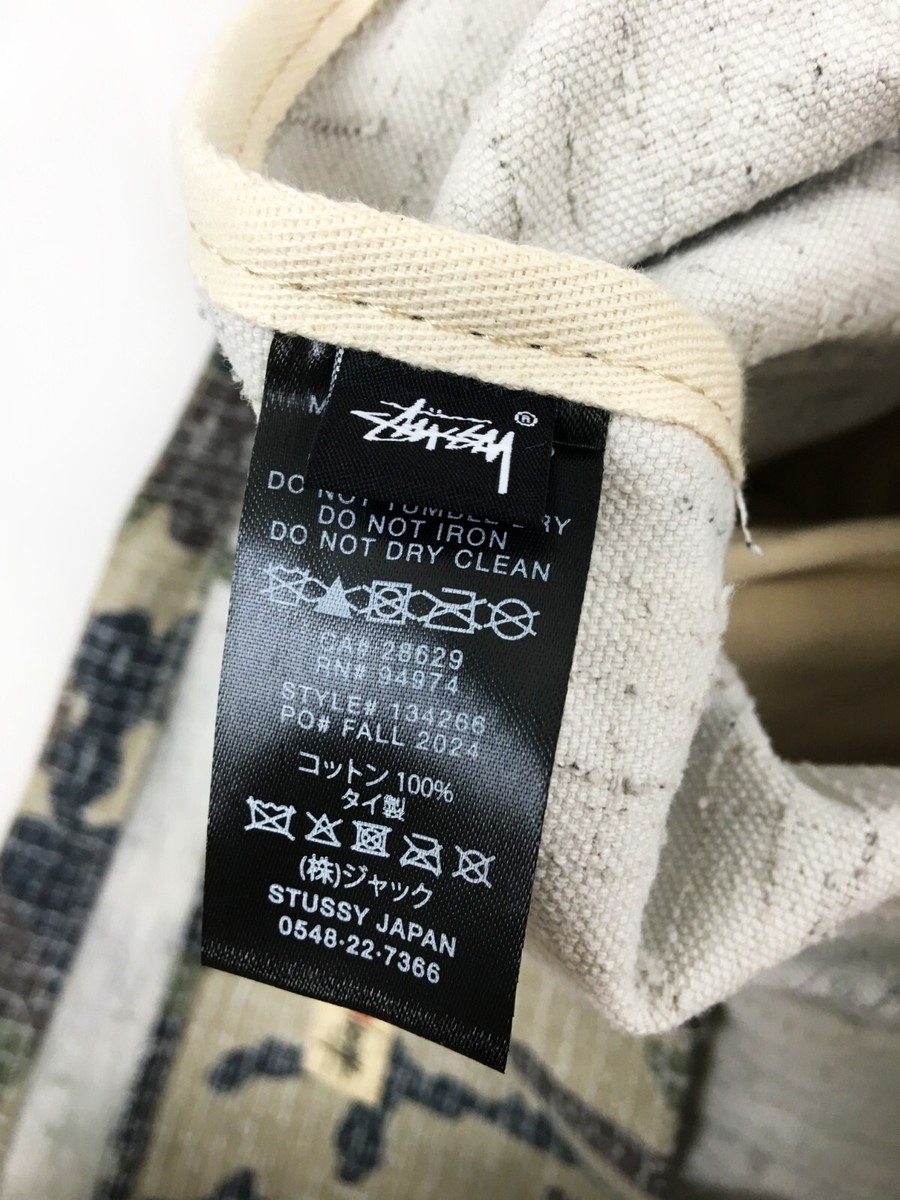 M
STÜSSY ®
DO NOT TUMBLE DRY
DO NOT IRON
DO NOT DRY CLEAN
CA# 28629
RN# 94974
STYLE# 134266
PO# FALL 2024
コットン 100%
タイ製
(株)ジャック
STUSSY JAPAN
0548·22·7366